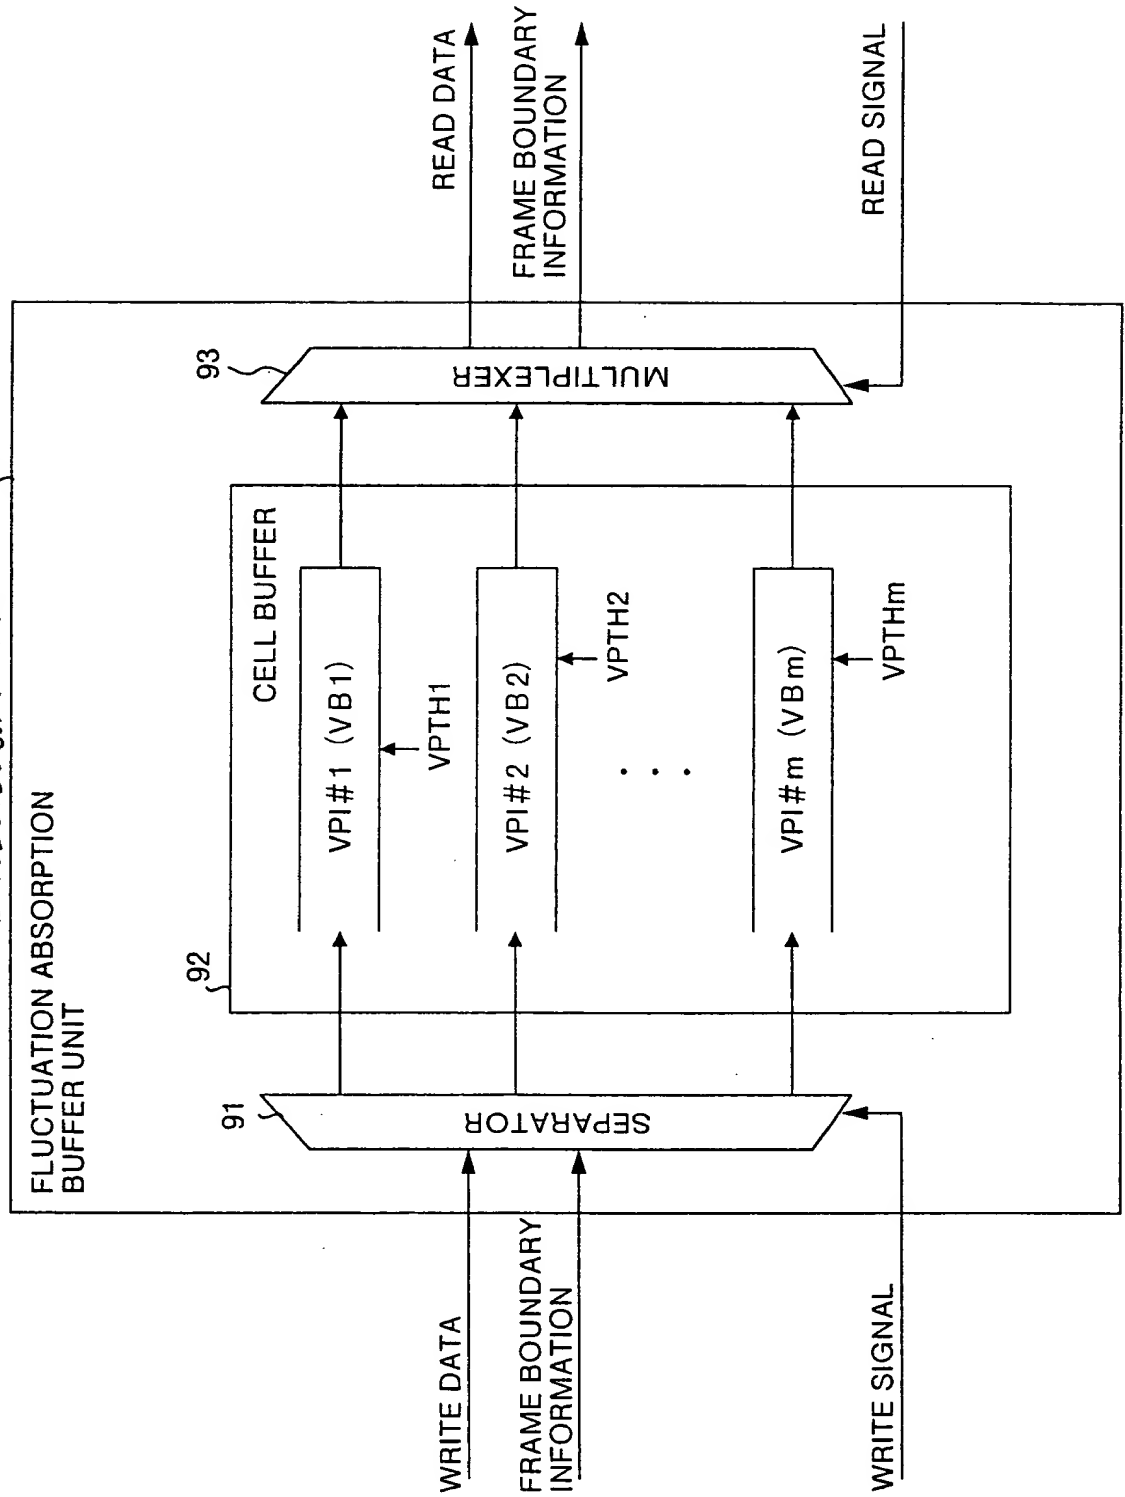 FLUCTUATION ABSORPTION
BUFFER UNIT
WRITE DATA
FRAME BOUNDARY
INFORMATION
WRITE SIGNAL
91
SEPARATOR
92
CELL BUFFER
VPI#1 (VB1)
VPTH1
VPI#2 (VB2)
VPTH2
. . .
VPI#m (VBm)
VPTHm
93
MULTIPLEXER
READ DATA
FRAME BOUNDARY
INFORMATION
READ SIGNAL